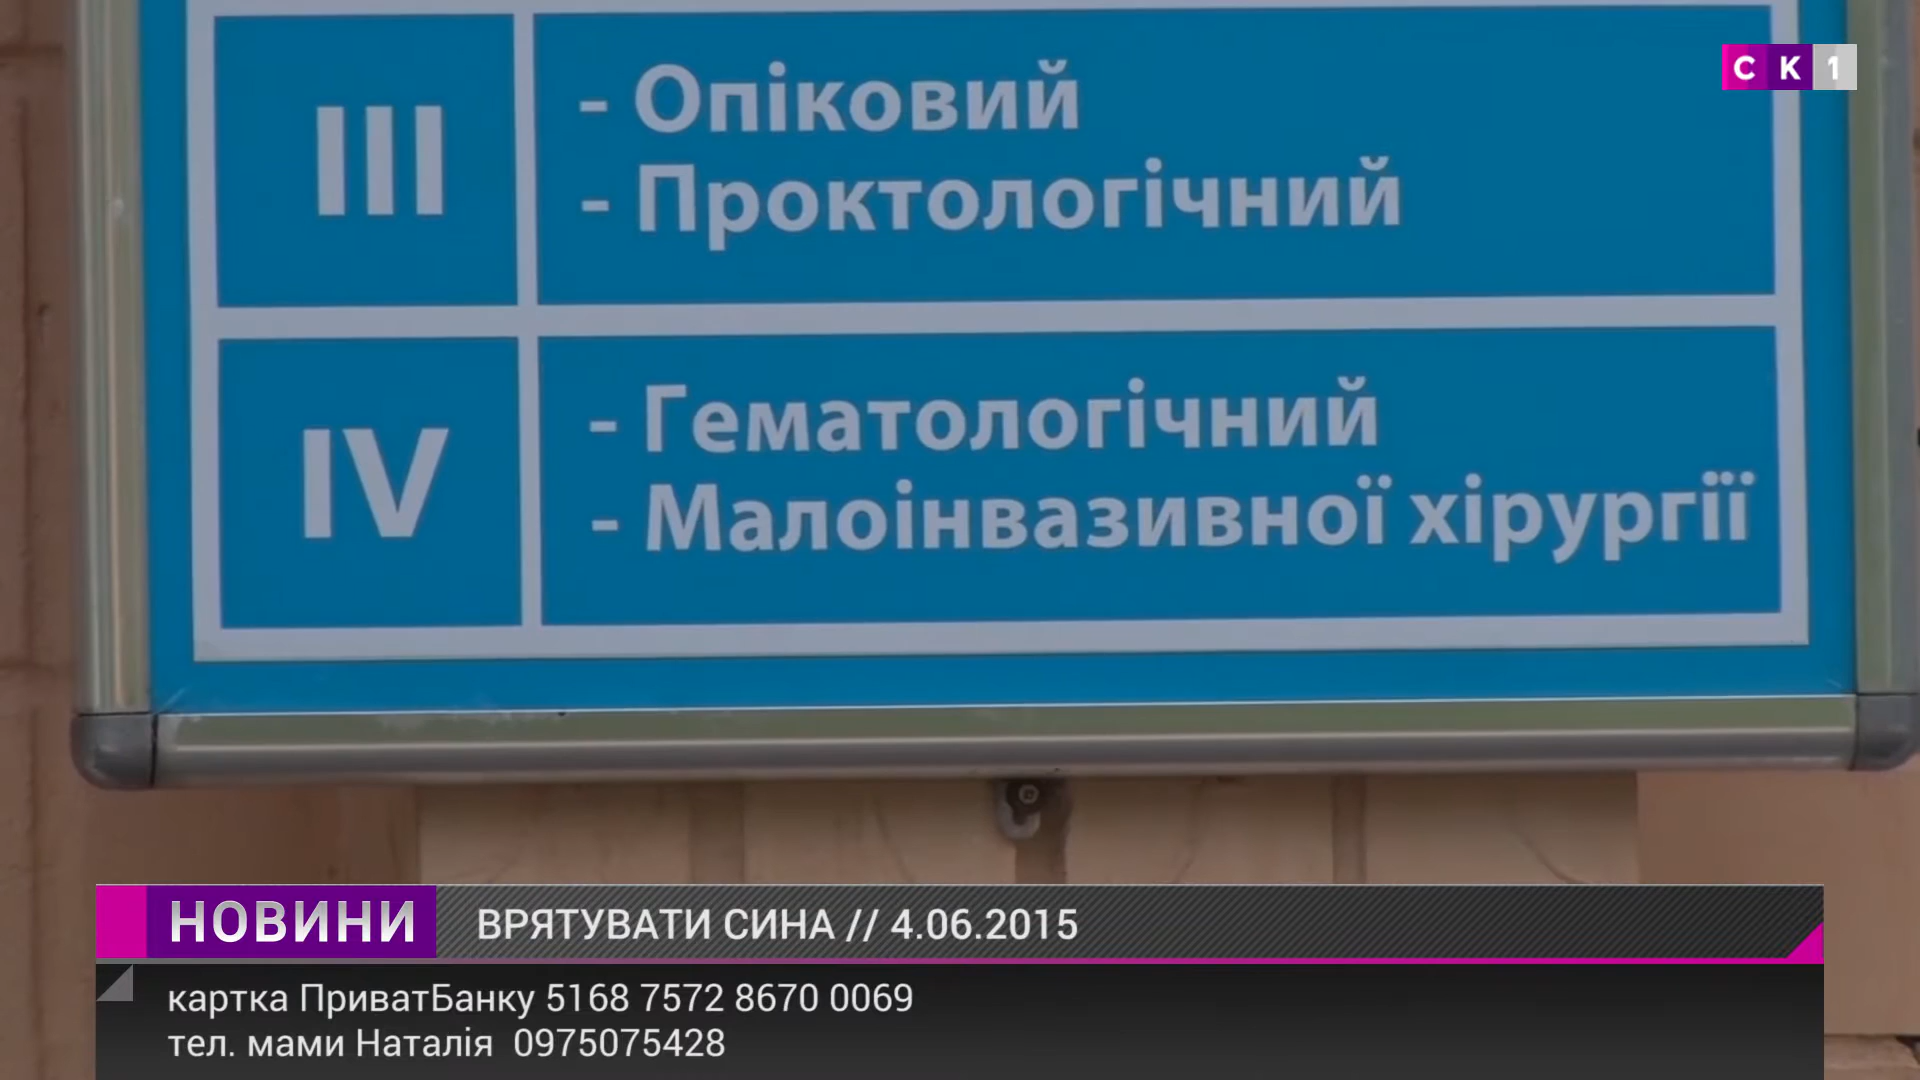 СК1
III
- Опіковий
- Проктологічний
IV
- Гематологічний
- Малоінвазивної хірургії
НОВИНИ
ВРЯТУВАТИ СИНА // 4.06.2015
картка ПриватБанку 5168 7572 8670 0069
тел. мами Наталія 0975075428